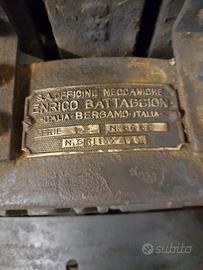 S.A. OFFICINE MECCANICHE
ENRICO BATTAGGION
ITALIA - BERGAMO - ITALIA
SERIE
subito